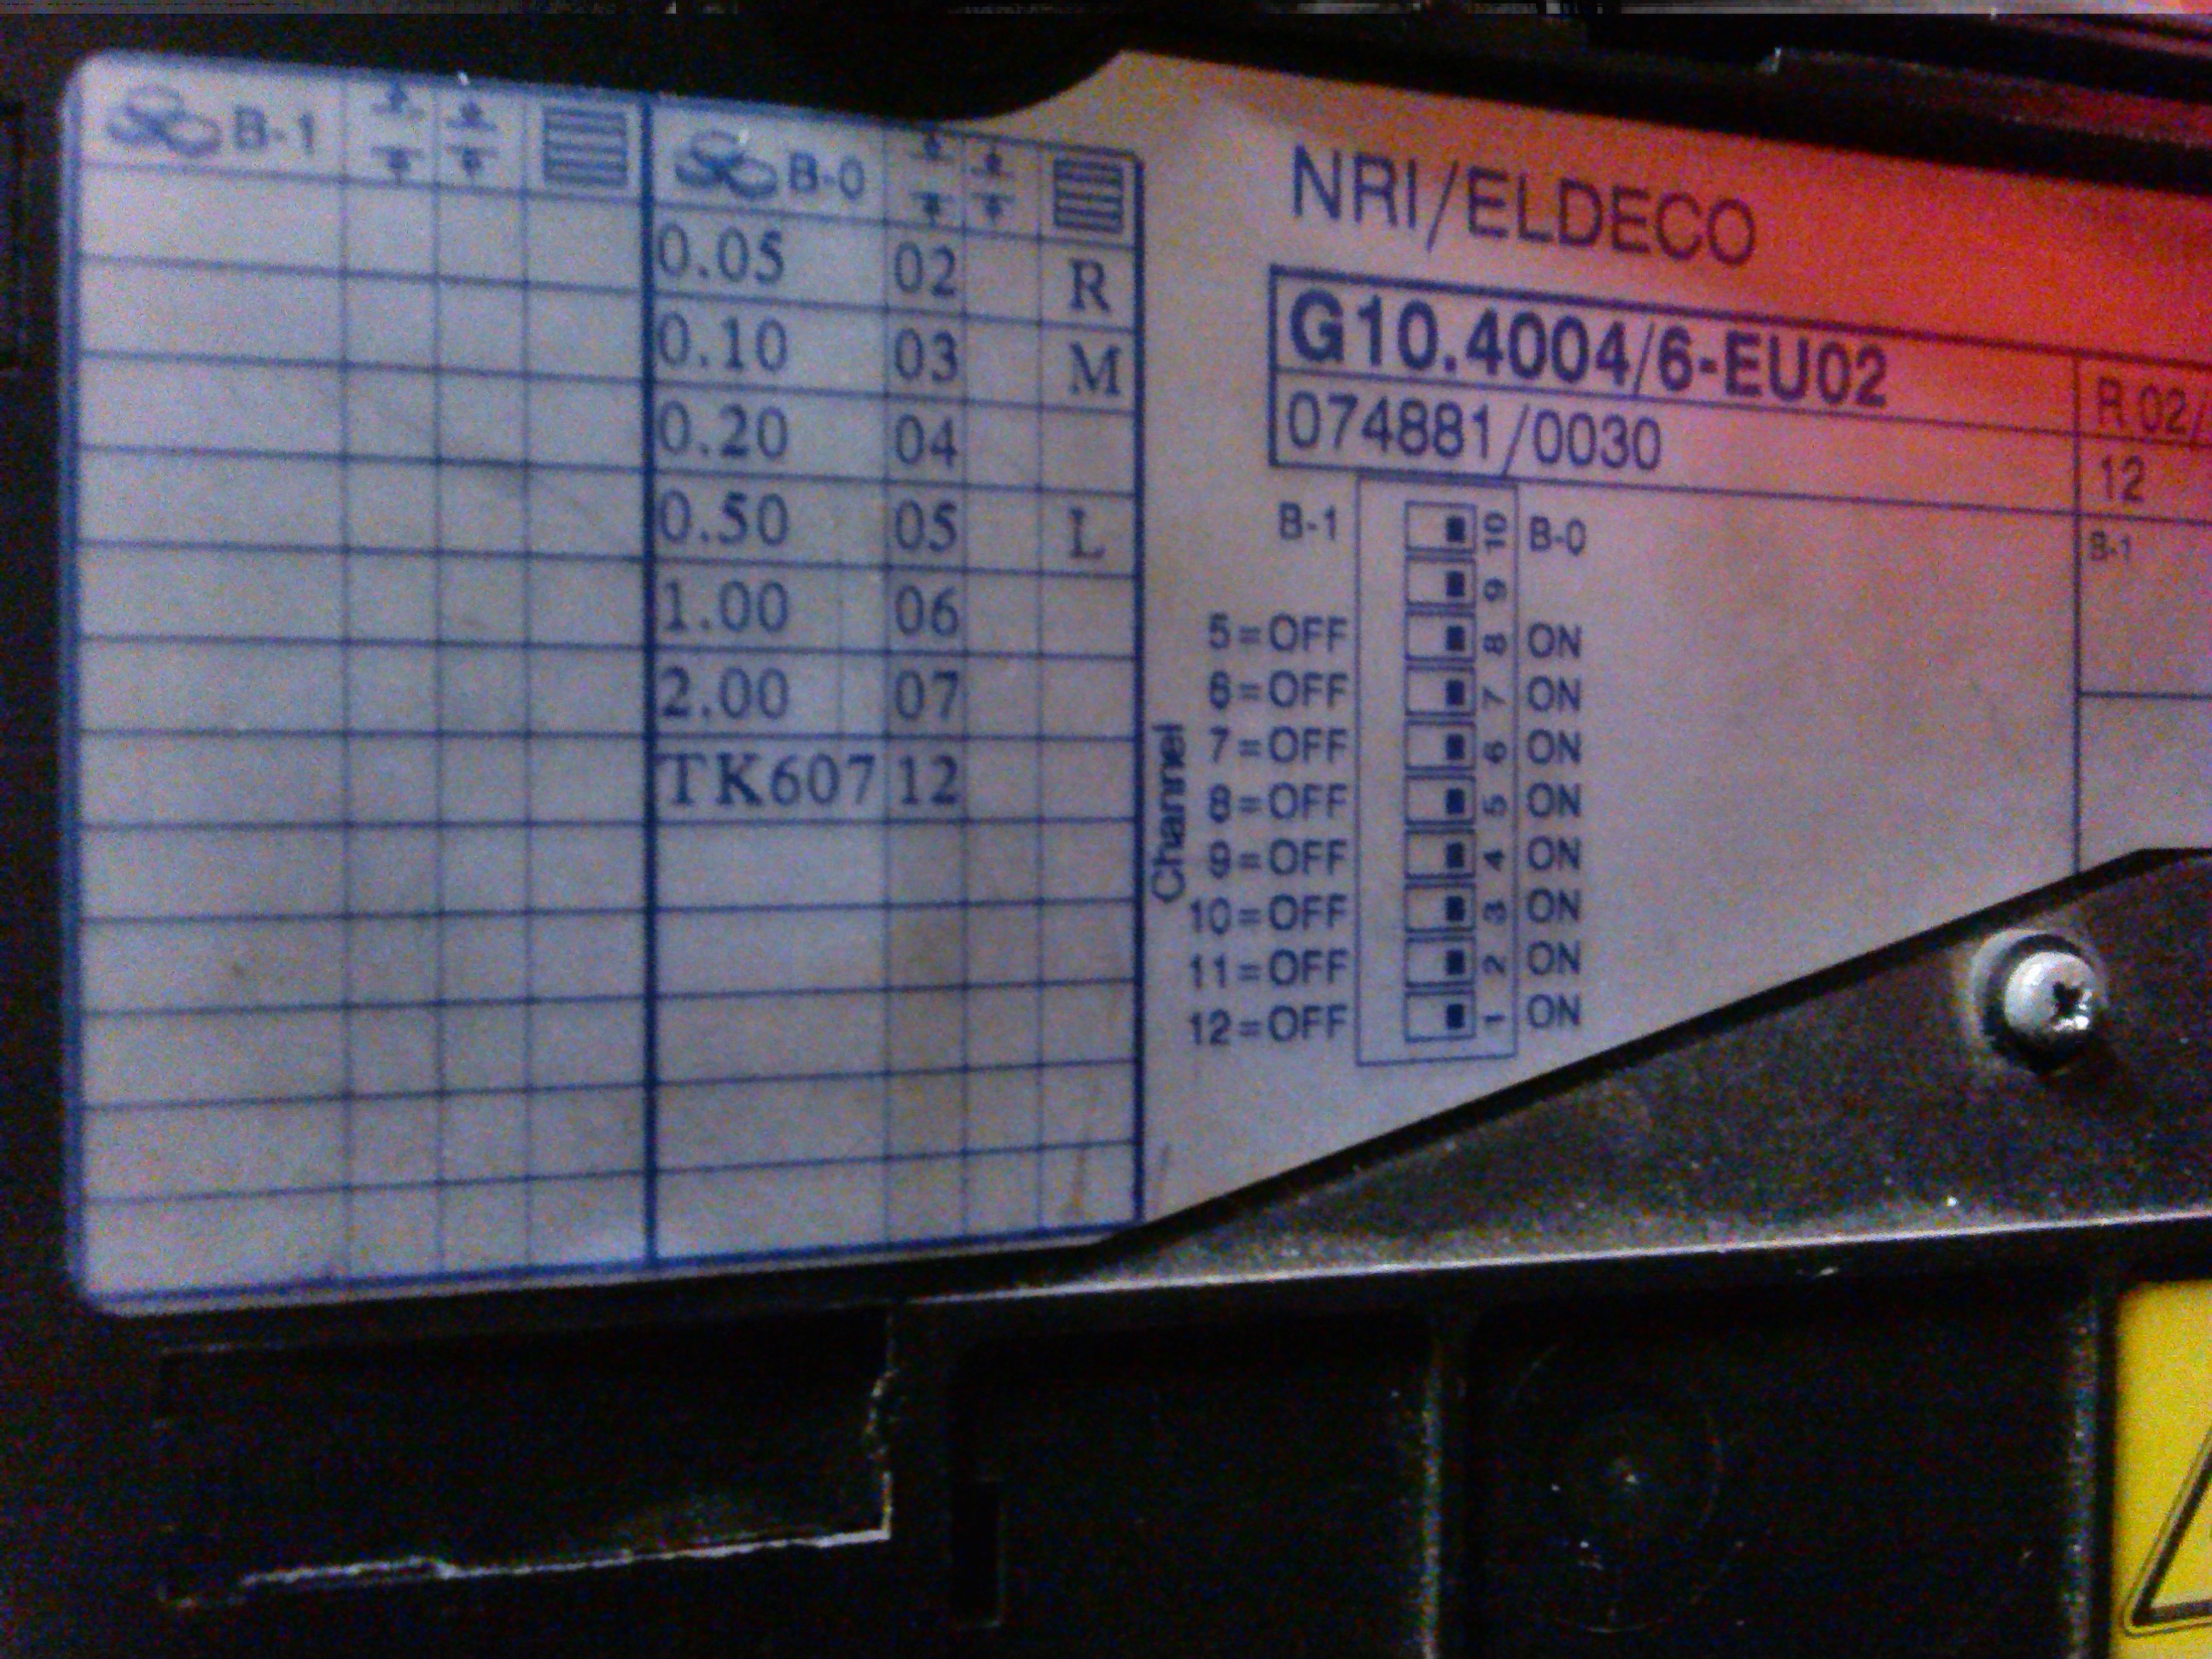 B-1 B-0
0.05 02 R
0.10 03 M
0.20 04
0.50 05 L
1.00 06
2.00 07
TK607 12
NRI/ELDECO
G10.4004/6-EU02
074881/0030
R.02/
12
B-1
B-1 10 B-0
9
5=OFF 8 ON
6=OFF 7 ON
7=OFF 6 ON
8=OFF 5 ON
9=OFF 4 ON
10=OFF 3 ON
11=OFF 2 ON
12=OFF 1 ON
Channel